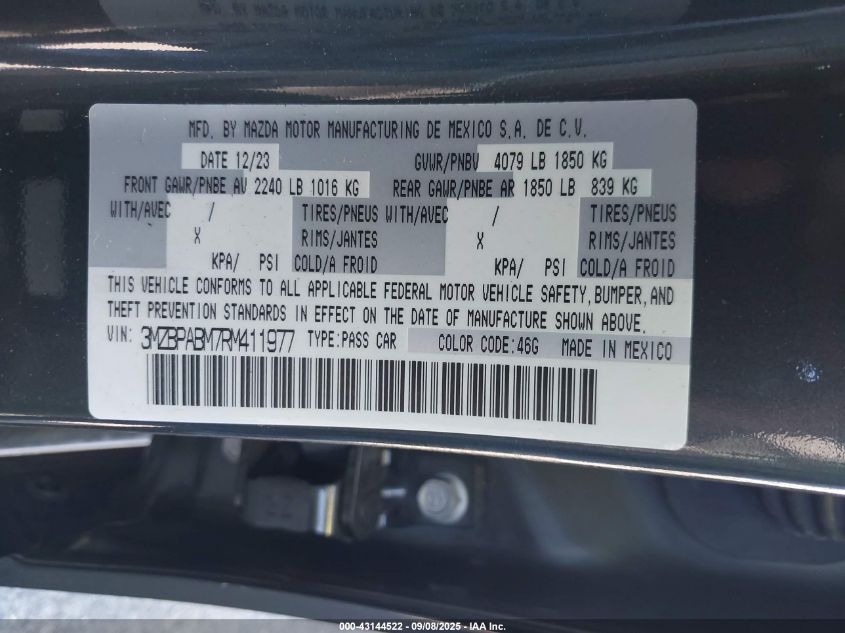 MFD. BY MAZDA MOTOR MANUFACTURING DE MEXICO S.A. DE C.V.
DATE 12/23 GVWR/PNBV 4079 LB 1850 KG
FRONT GAWR/PNBE AV 2240 LB 1016 KG REAR GAWR/PNBE AR 1850 LB 839 KG
WITH/AVEC / TIRES/PNEUS WITH/AVEC / TIRES/PNEUS
X RIMS/JANTES X RIMS/JANTES
KPA/ PSI COLD/A FROID KPA/ PSI COLD/A FROID
THIS VEHICLE CONFORMS TO ALL APPLICABLE FEDERAL MOTOR VEHICLE SAFETY, BUMPER, AND
THEFT PREVENTION STANDARDS IN EFFECT ON THE DATE OF MANUFACTURE SHOWN ABOVE.
VIN: 3MZBPABM7RM411977 TYPE:PASS CAR COLOR CODE:46G MADE IN MEXICO
000-43144522 - 09/08/2025 - IAA Inc.